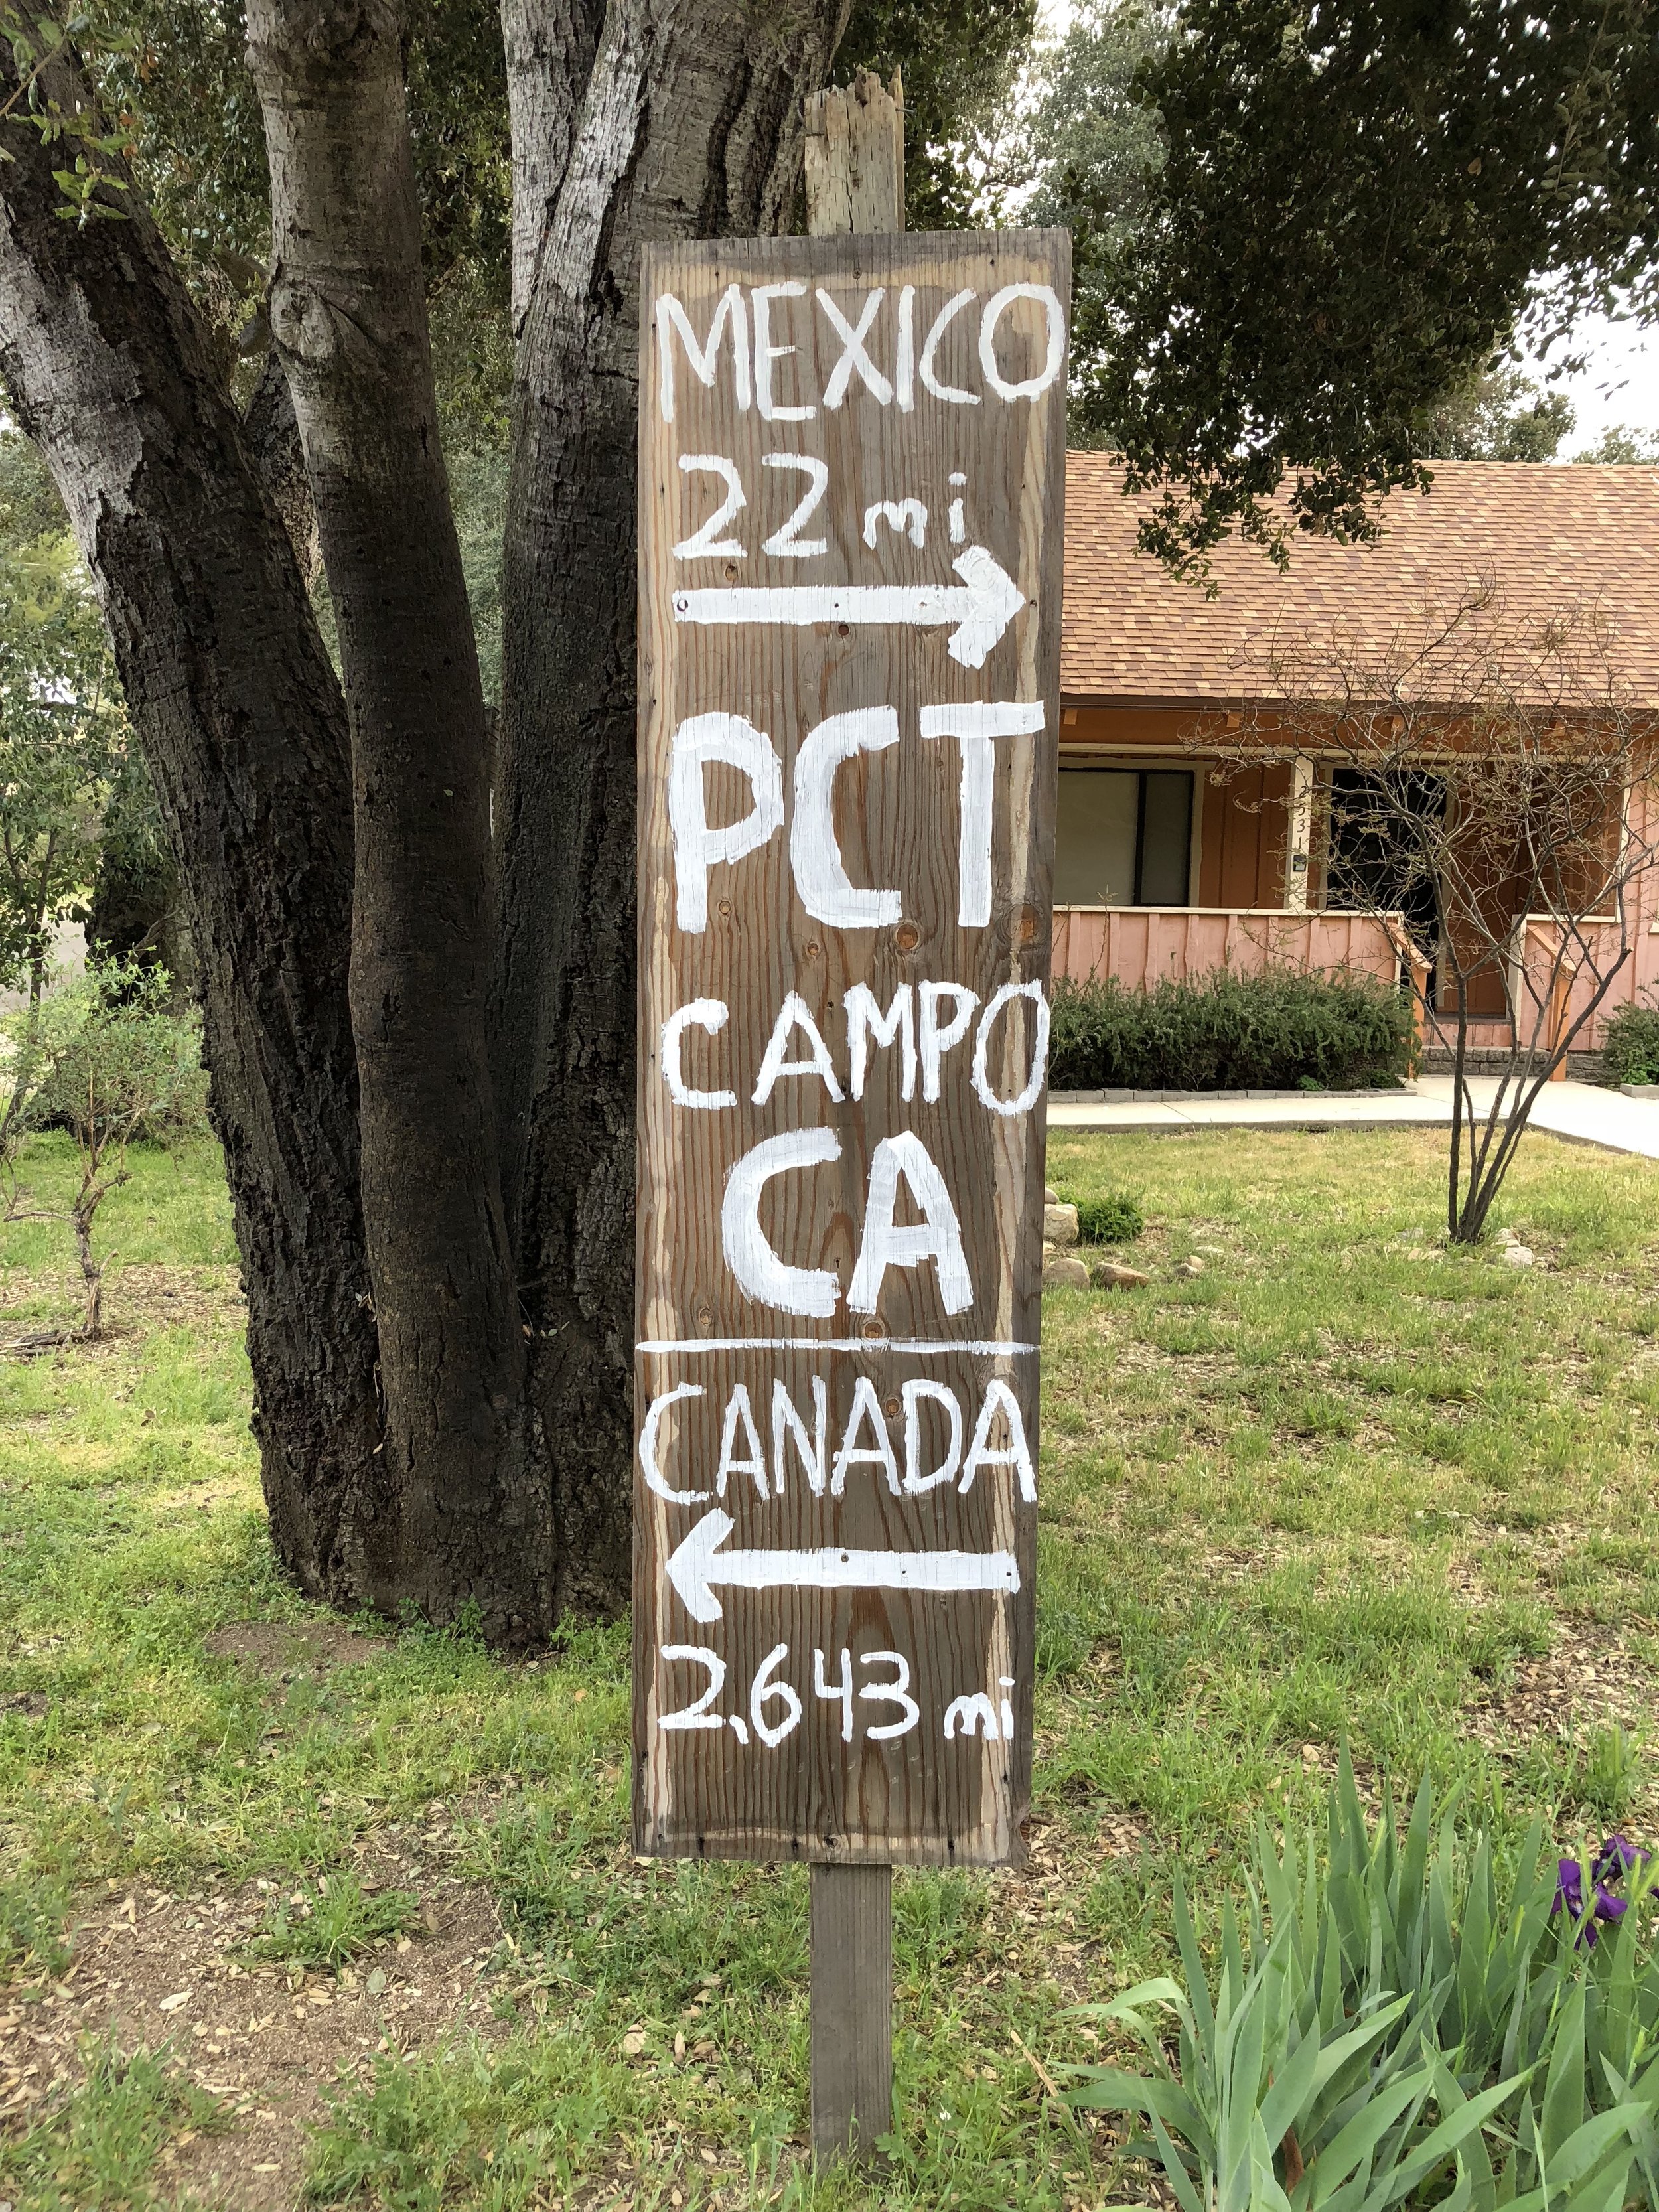 MEXICO
22 mi
PCT
CAMPO
CA
CANADA
2,643 mi